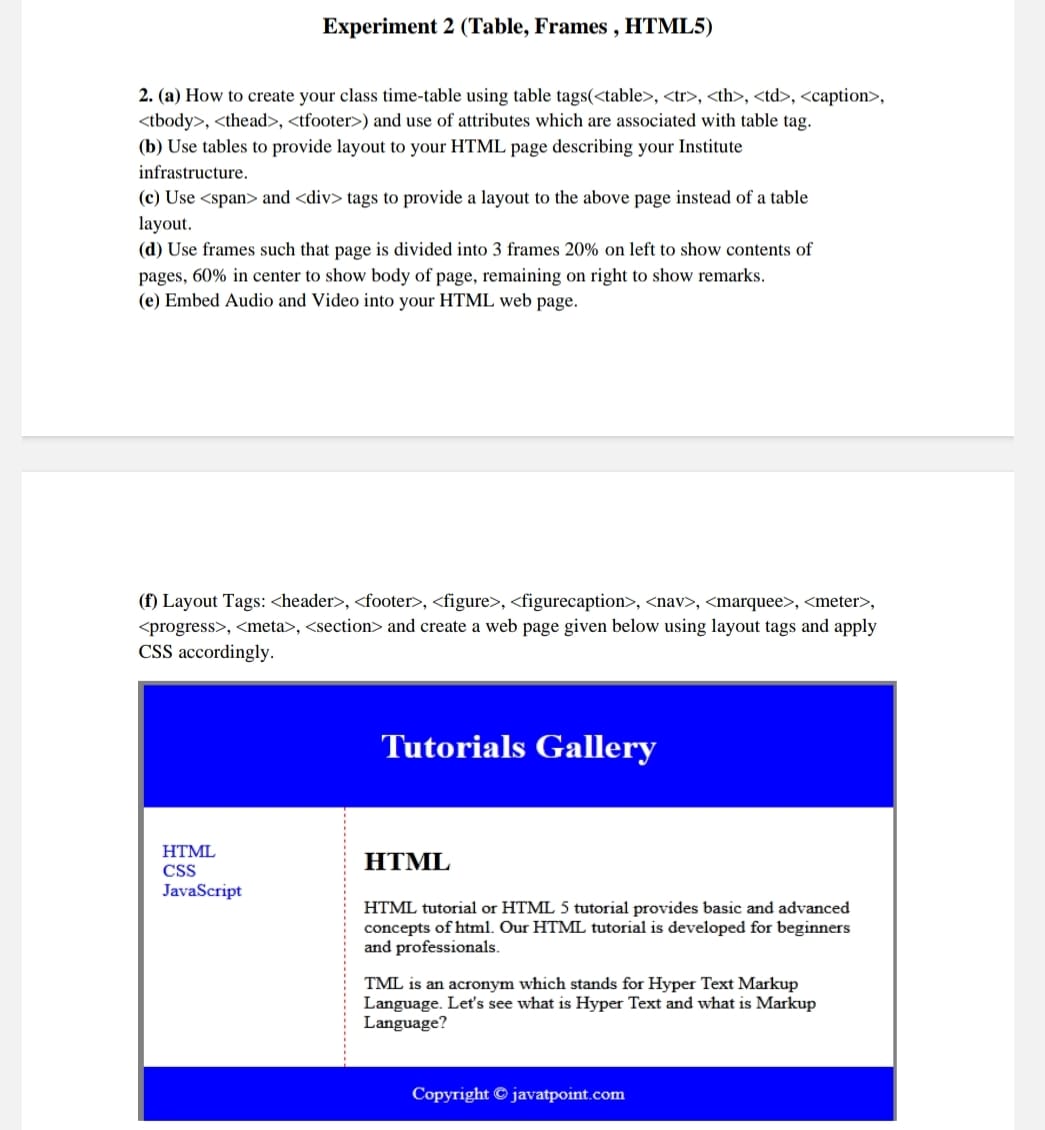 Experiment 2 (Table, Frames , HTML5)
2. (a) How to create your class time-table using table tags(<table>, <tr>, <th>, <td>, <caption>,
<tbody>, <thead>, <tfooter>) and use of attributes which are associated with table tag.
(b) Use tables to provide layout to your HTML page describing your Institute
infrastructure.
(c) Use <span> and <div> tags to provide a layout to the above page instead of a table
layout.
(d) Use frames such that page is divided into 3 frames 20% on left to show contents of
pages, 60% in center to show body of page, remaining on right to show remarks.
(e) Embed Audio and Video into your HTML web page.
(f) Layout Tags: <header>, <footer>, <figure>, <figurecaption>, <nav>, <marquee>, <meter>,
<progress>, <meta>, <section> and create a web page given below using layout tags and apply
CSS accordingly.
Tutorials Gallery
HTML
CSS
JavaScript
HTML
HTML tutorial or HTML 5 tutorial provides basic and advanced
concepts of html. Our HTML tutorial is developed for beginners
and professionals.
TML is an acronym which stands for Hyper Text Markup
Language. Let's see what is Hyper Text and what is Markup
Language?
Copyright © javatpoint.com